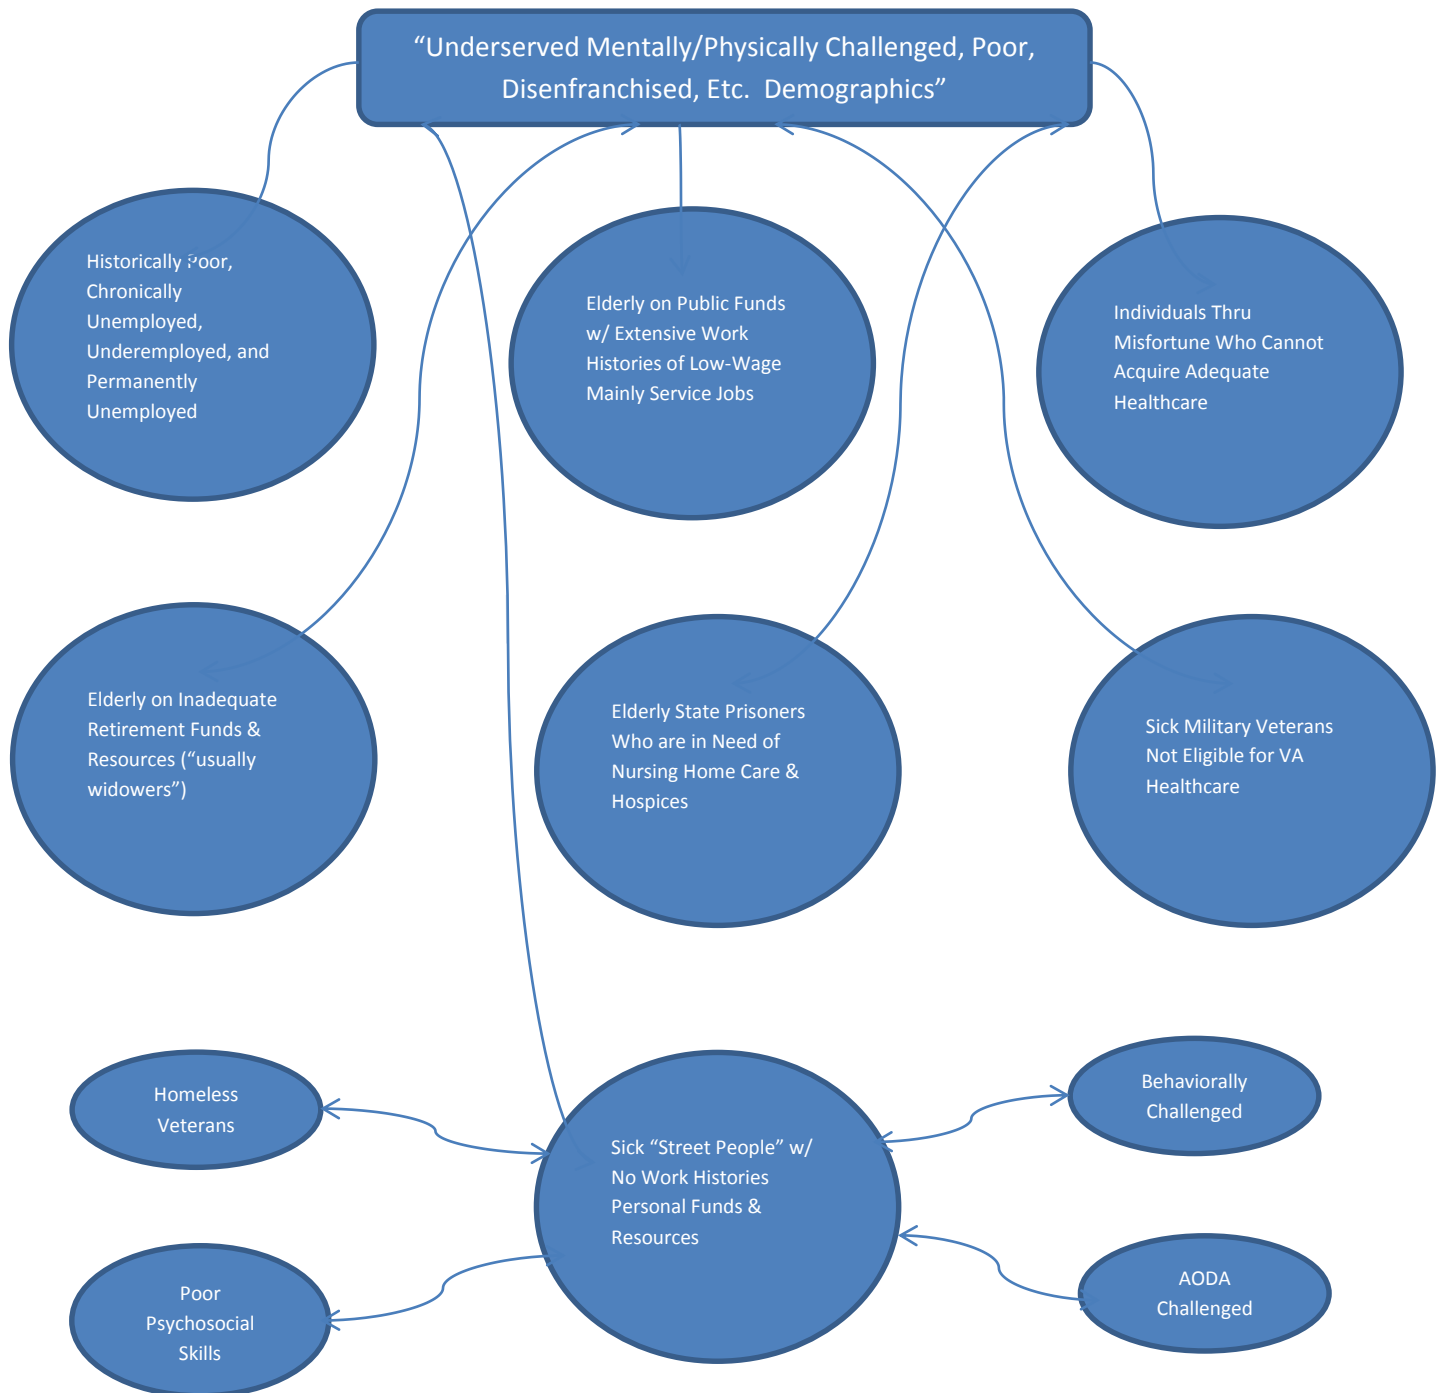 “Underserved Mentally/Physically Challenged, Poor,
Disenfranchised, Etc.  Demographics”
Historically Poor,
Chronically
Unemployed,
Underemployed, and
Permanently
Unemployed
Elderly on Public Funds
w/ Extensive Work
Histories of Low-Wage
Mainly Service Jobs
Individuals Thru
Misfortune Who Cannot
Acquire Adequate
Healthcare
Elderly on Inadequate
Retirement Funds &
Resources (“usually
widowers”)
Elderly State Prisoners
Who are in Need of
Nursing Home Care &
Hospices
Sick Military Veterans
Not Eligible for VA
Healthcare
Homeless
Veterans
Behaviorally
Challenged
Sick “Street People” w/
No Work Histories
Personal Funds &
Resources
Poor
Psychosocial
Skills
AODA
Challenged